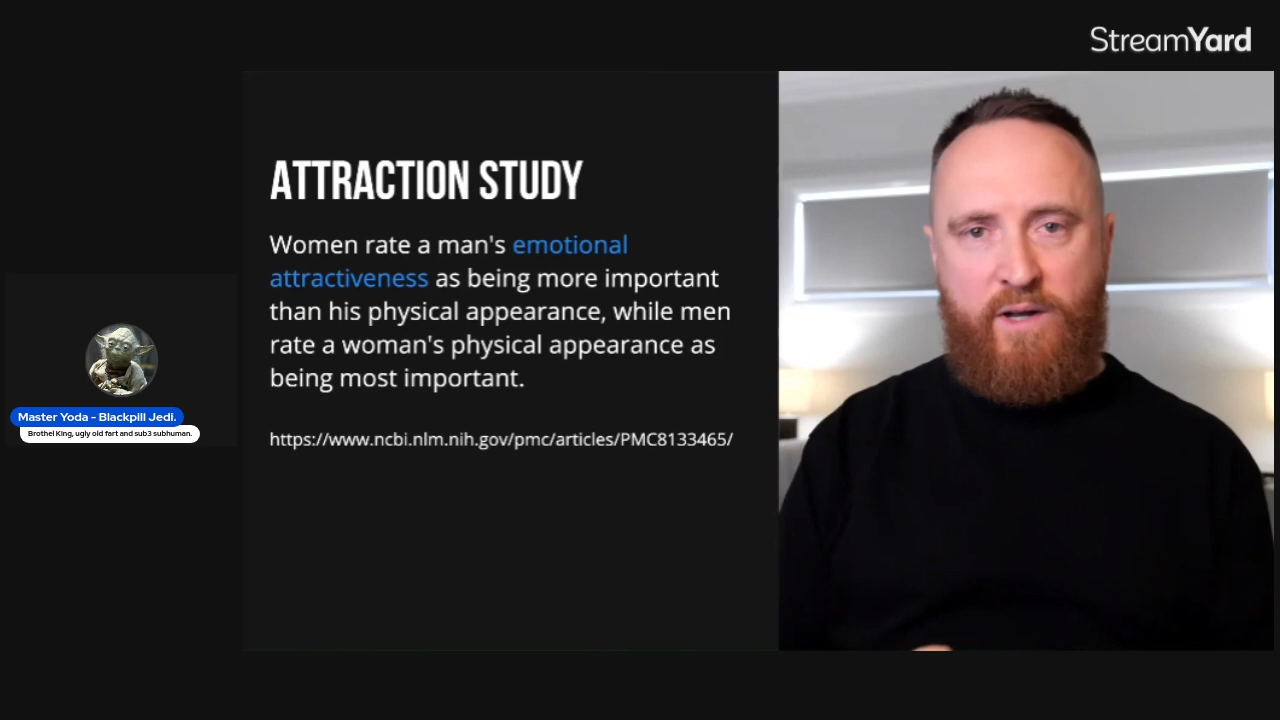 StreamYard
ATTRACTION STUDY
Women rate a man's emotional
attractiveness as being more important
than his physical appearance, while men
rate a woman's physical appearance as
being most important.
https://www.ncbi.nlm.nih.gov/pmc/articles/PMC8133465/
Master Yoda - Blackpill Jedi.
Brothel King, ugly old fart and sub3 subhuman.